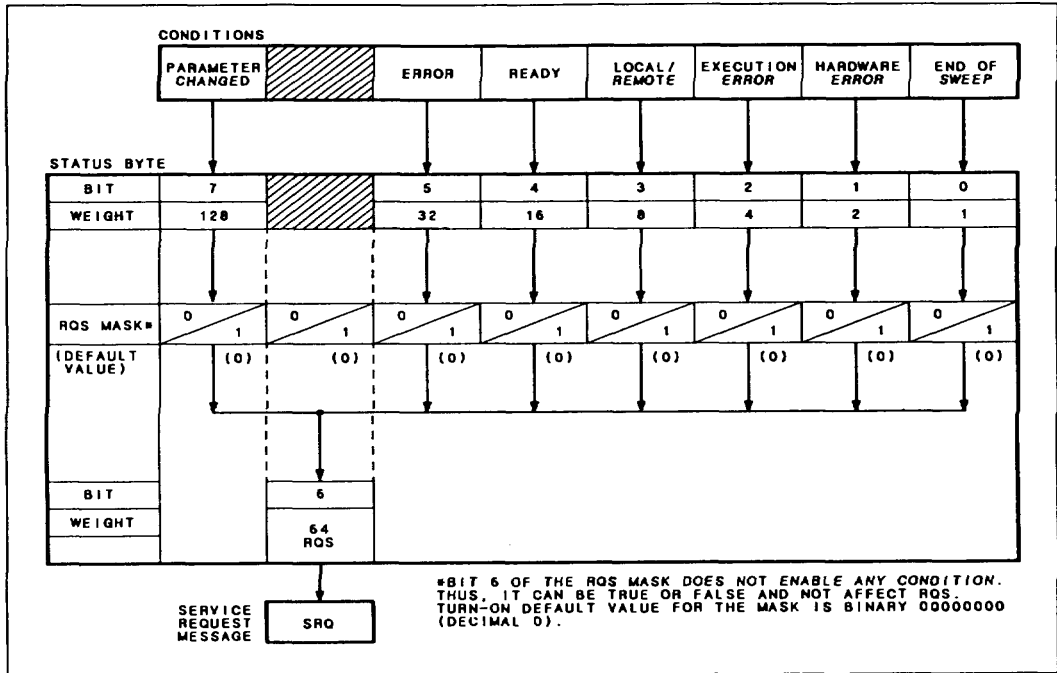 CONDITIONS
PARAMETER CHANGED ERROR READY LOCAL/ REMOTE EXECUTION ERROR HARDWARE ERROR END OF SWEEP
STATUS BYTE
BIT 7 5 4 3 2 1 0
WEIGHT 128 32 16 8 4 2 1
RQS MASK* 0 1 0 1 0 1 0 1 0 1 0 1 0 1 0 1
(DEFAULT VALUE) (0) (0) (0) (0) (0) (0) (0) (0)
BIT 6
WEIGHT 64
RQS
*BIT 6 OF THE RQS MASK DOES NOT ENABLE ANY CONDITION.
THUS, IT CAN BE TRUE OR FALSE AND NOT AFFECT RQS.
TURN-ON DEFAULT VALUE FOR THE MASK IS BINARY 00000000
(DECIMAL 0).
SERVICE
REQUEST
MESSAGE
SRQ